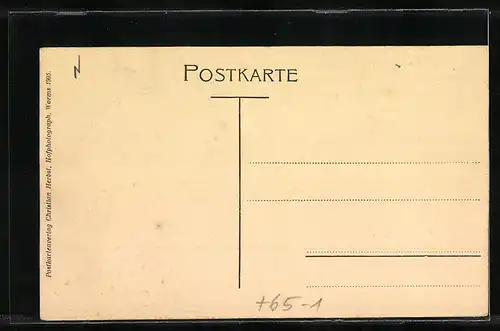 POSTKARTE
Postkartenverlag Christian Herbst, Hofphotograph, Worms 1905.
+65-1